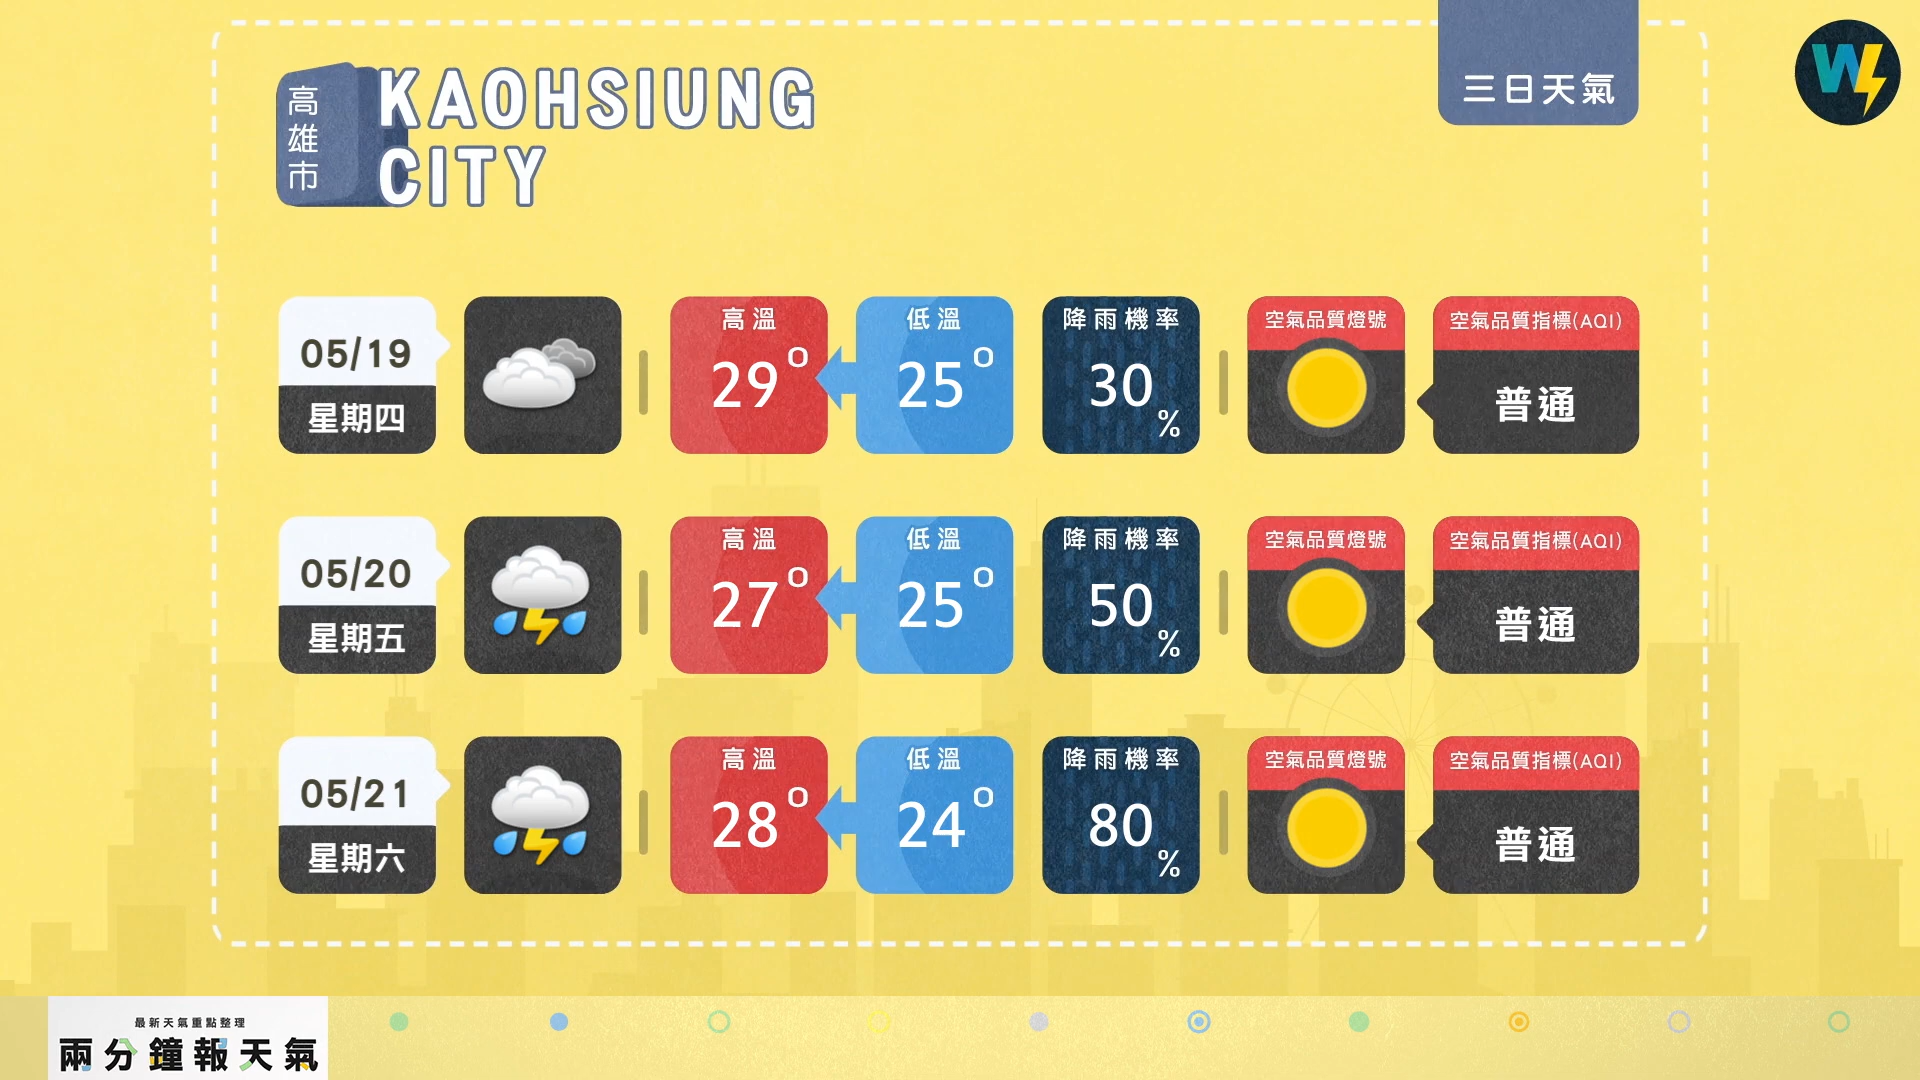 高雄市
KAOHSIUNG
CITY
三日天氣
W
05/19
星期四
高溫
29°
低溫
25°
降雨機率
30%
空氣品質燈號
空氣品質指標(AQI)
普通
05/20
星期五
高溫
27°
低溫
25°
降雨機率
50%
空氣品質燈號
空氣品質指標(AQI)
普通
05/21
星期六
高溫
28°
低溫
24°
降雨機率
80%
空氣品質燈號
空氣品質指標(AQI)
普通
最新天氣重點整理
兩分鐘報天氣